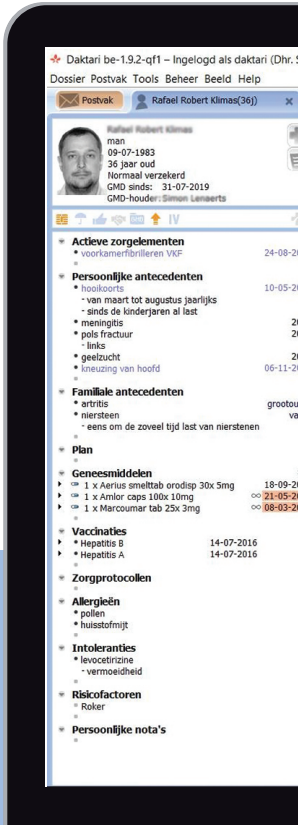 Daktari be-1.9.2-qf1 – Ingelogd als daktari (Dhr. S
Dossier Postvak Tools Beheer Beeld Help
Postvak Rafael Robert Klimas(36j) ×
Rafael Robert Klimas
man
09-07-1983
36 jaar oud
Normaal verzekerd
GMD sinds: 31-07-2019
GMD-houder: Simon Lenaerts
IV
Actieve zorgelementen
• voorkamerfibrilleren VKF 24-08-20
Persoonlijke antecedenten
• hooikoorts 10-05-20
- van maart tot augustus jaarlijks
- sinds de kinderjaren al last
• meningitis 20
• pols fractuur 20
- links
• geelzucht 20
• kneuzing van hoofd 06-11-20
Familiale antecedenten
• artritis grootou
• niersteen va
- eens om de zoveel tijd last van nierstenen
Plan
Geneesmiddelen
1 x Aerius smelttab orodisp 30x 5mg 18-09-20
1 x Amlor caps 100x 10mg ∞ 21-05-20
1 x Marcoumar tab 25x 3mg ∞ 08-03-20
Vaccinaties
• Hepatitis B 14-07-2016
• Hepatitis A 14-07-2016
Zorgprotocollen
Allergieën
• pollen
• huisstofmijt
Intoleranties
• levocetirizine
- vermoeidheid
Risicofactoren
Roker
Persoonlijke nota's